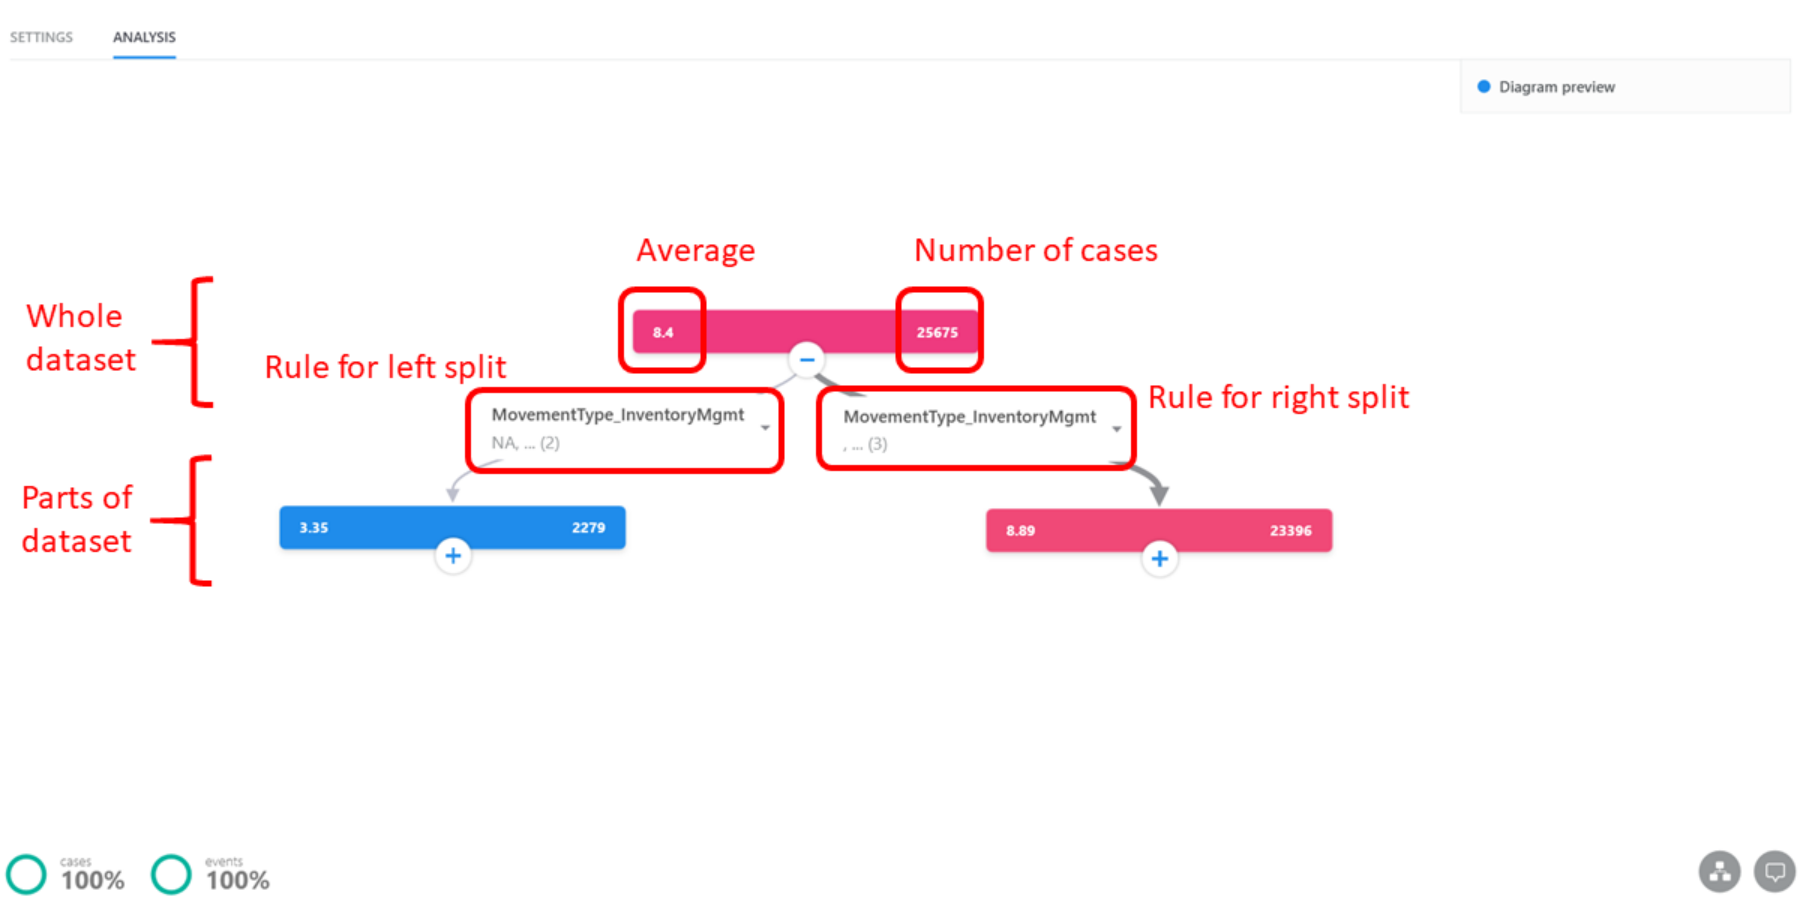 SETTINGS
ANALYSIS
Diagram preview
Average
Number of cases
Whole
dataset
8.4
25675
Rule for left split
Rule for right split
MovementType_InventoryMgmt
NA, ... (2)
MovementType_InventoryMgmt
, ... (3)
Parts of
dataset
3.35
2279
8.89
23396
cases
100%
events
100%